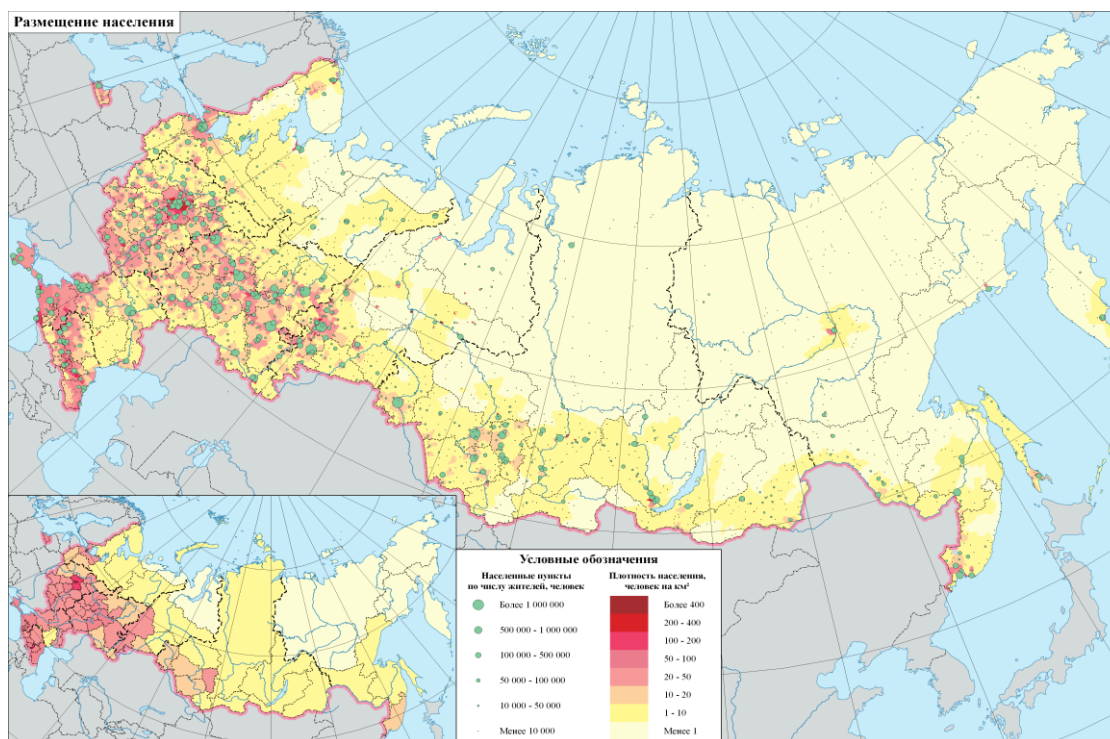 Размещение населения
Условные обозначения
Населенные пункты
по числу жителей, человек
Более 1 000 000
500 000 - 1 000 000
100 000 - 500 000
50 000 - 100 000
10 000 - 50 000
Менее 10 000
Плотность населения,
человек на км²
Более 400
200 - 400
100 - 200
50 - 100
20 - 50
10 - 20
1 - 10
Менее 1